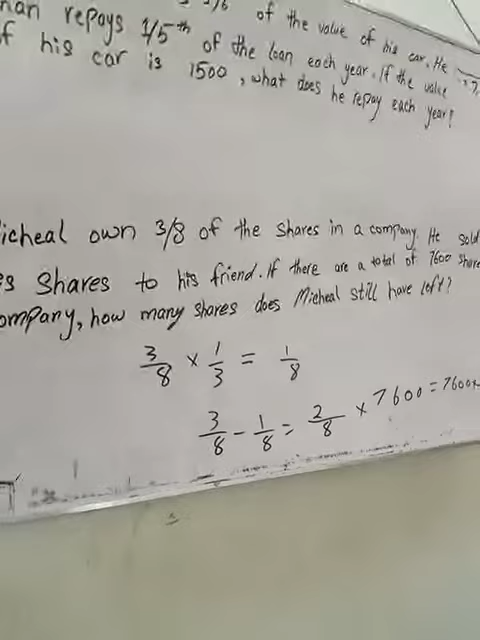 of the value of his car. He
repays 1/5th of the loan each year. If the value
his car is 1500, what does he repay each year?
icheal own 3/8 of the shares in a company. He sold
shares to his friend. If there are a total of 7600 share
ompany, how many shares does Micheal still have left?
3/8 × 1/3 = 1/8
3/8 - 1/8 = 2/8 × 7600 = 7600×